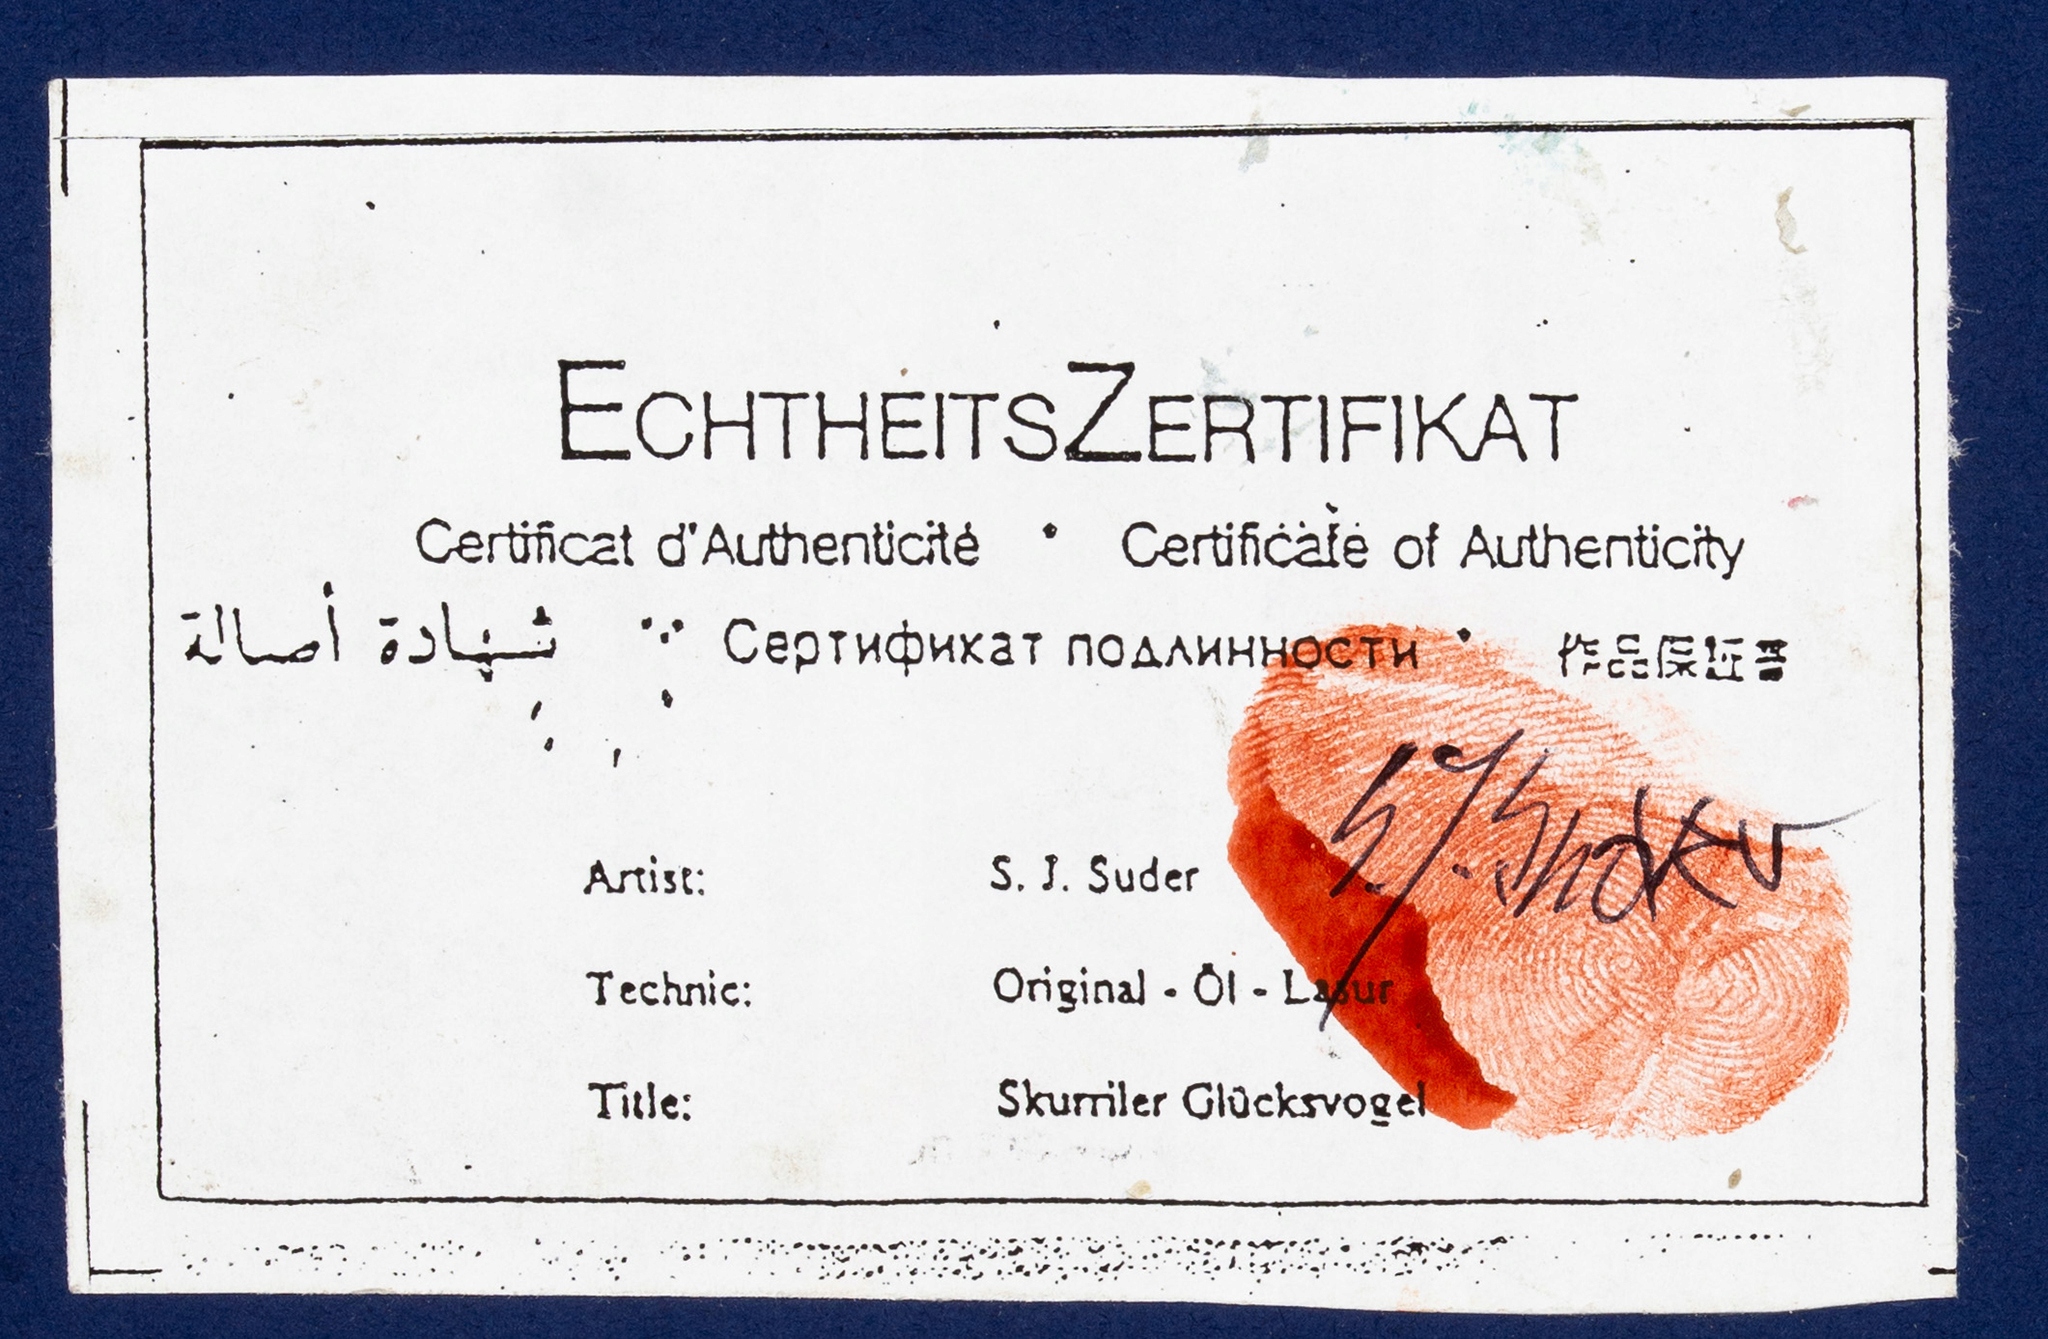 ECHTHEITSZERTIFIKAT
Certificat d'Authenticité • Certificate of Authenticity
شهادة أصالة • Сертификат подлинности • 作品保証書
Artist: S. J. Suder
Technic: Original - Öl - Lasur
Title: Skurriler Glücksvogel
S. J. Suder